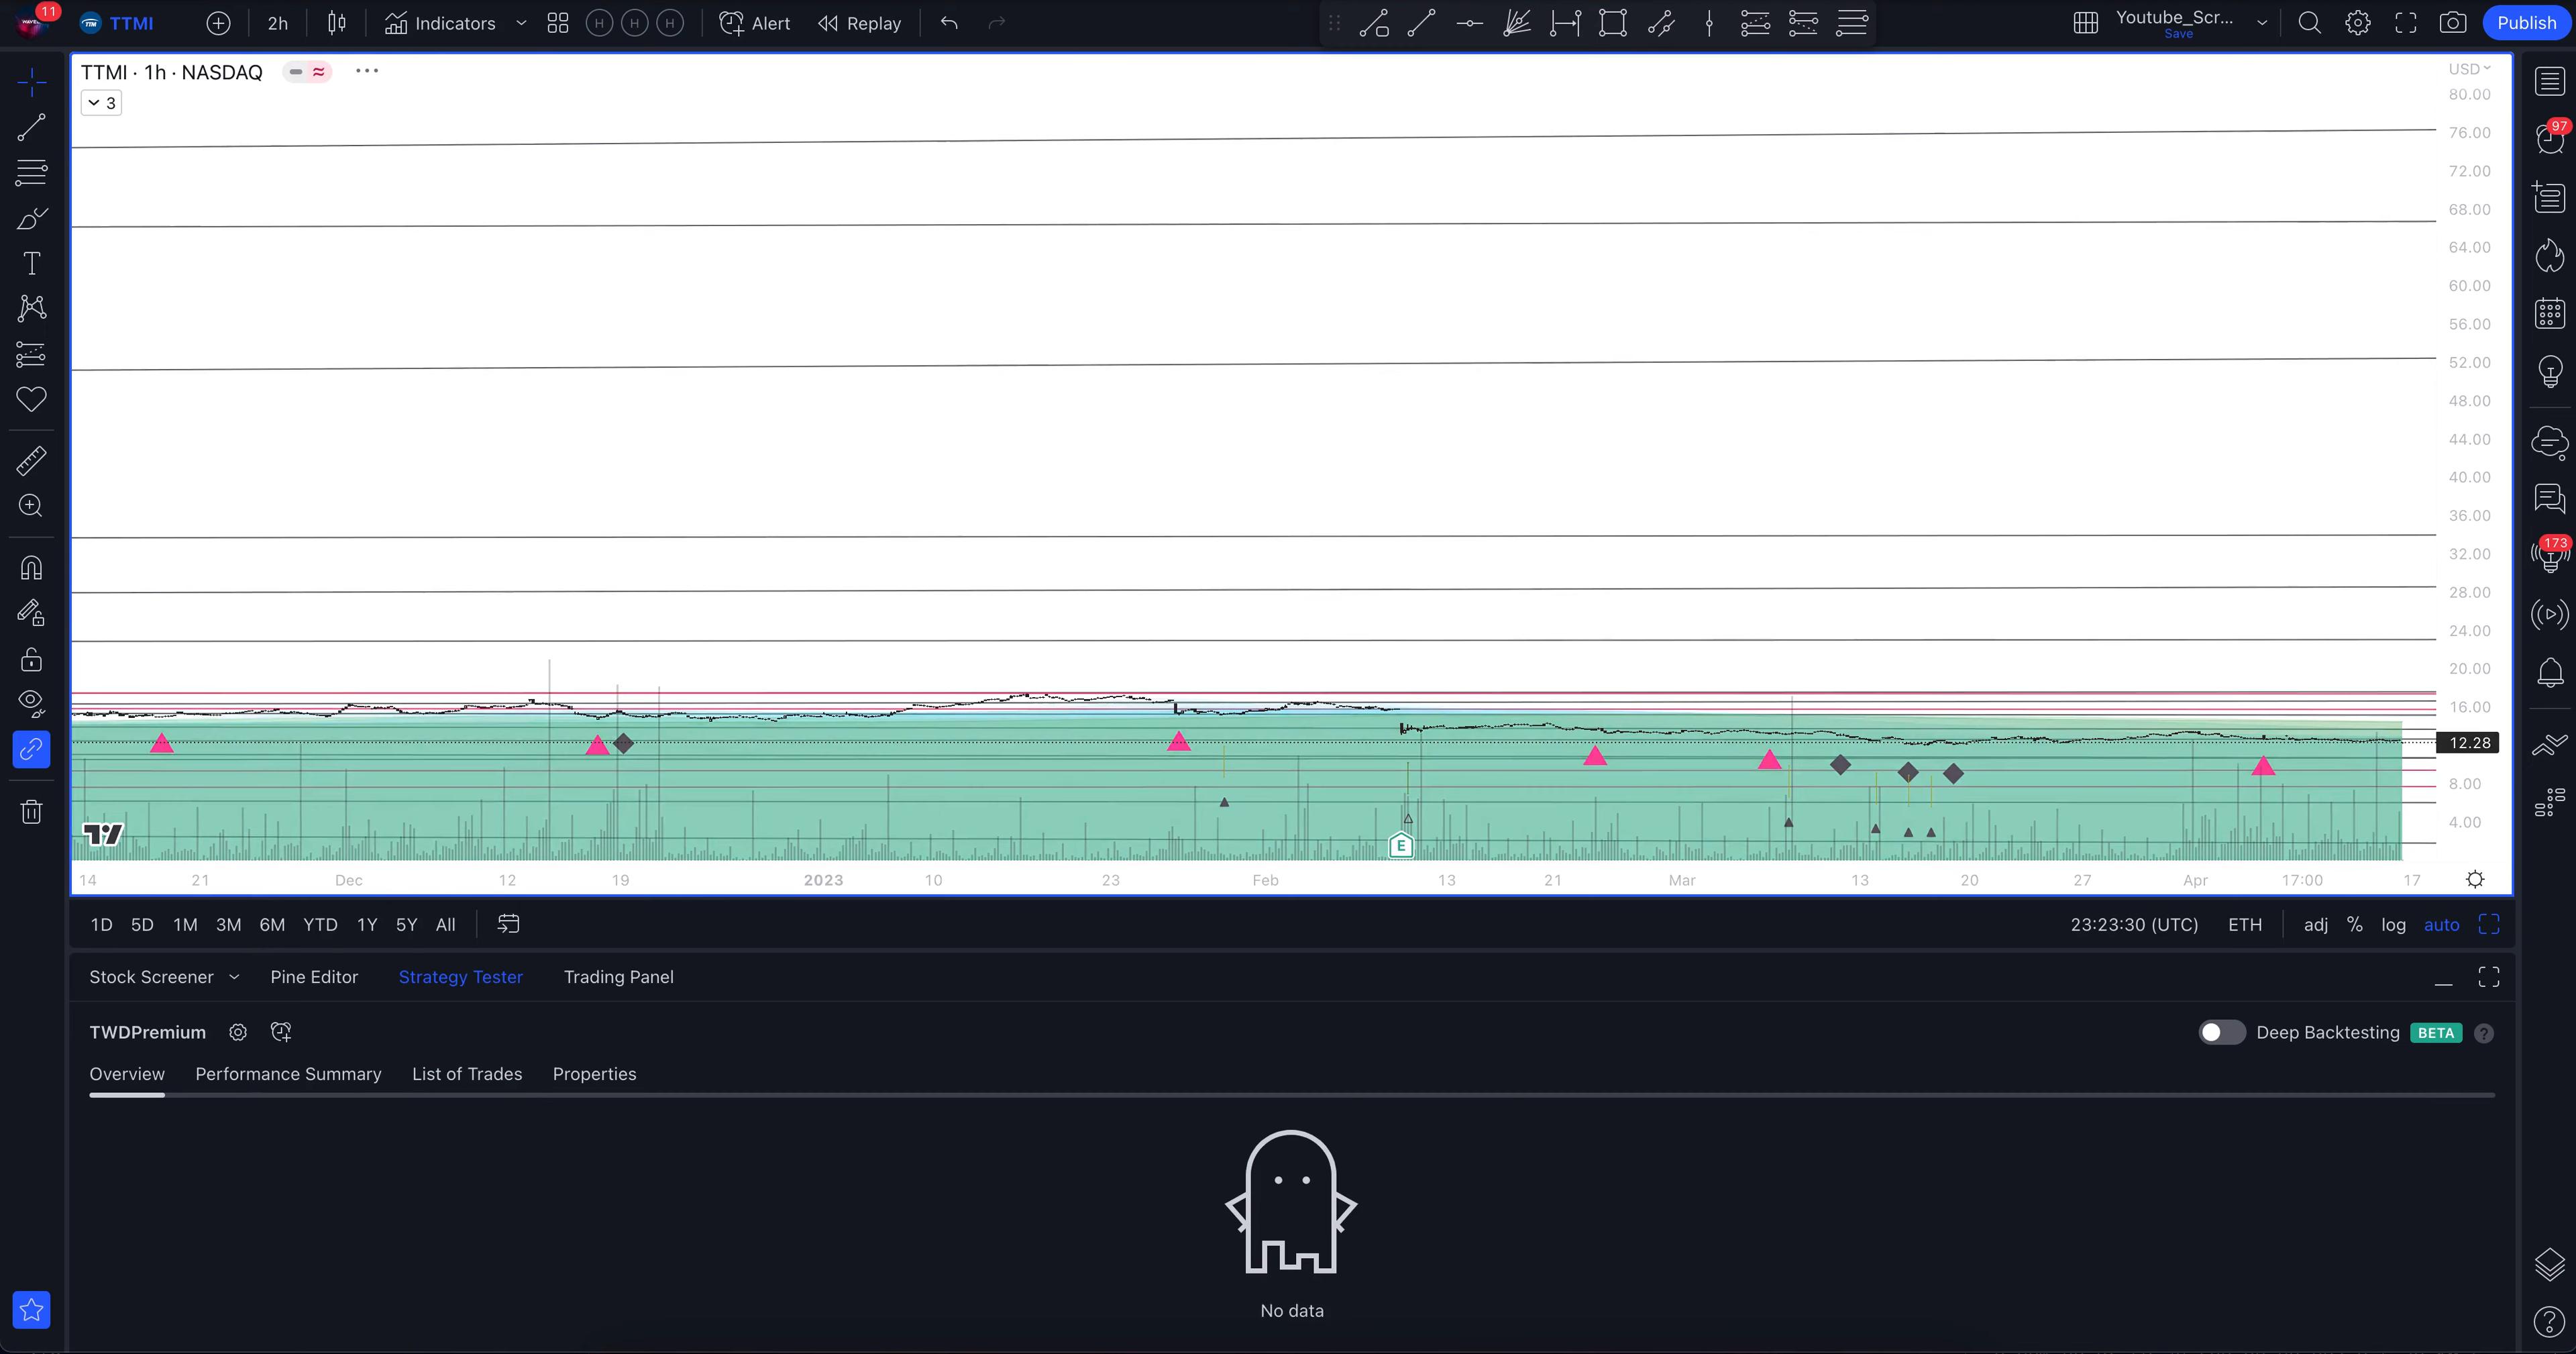 11
TTMI
2h
Indicators
H
H
H
Alert
Replay
Youtube_Scr...
Save
Publish
TTMI · 1h · NASDAQ
3
USD
80.00
76.00
72.00
68.00
64.00
60.00
56.00
52.00
48.00
44.00
40.00
36.00
32.00
28.00
24.00
20.00
16.00
12.28
8.00
4.00
E
14 21 Dec 12 19 2023 10 23 Feb 13 21 Mar 13 20 27 Apr 17:00 17
97
173
1D 5D 1M 3M 6M YTD 1Y 5Y All
23:23:30 (UTC) ETH adj % log auto
Stock Screener Pine Editor Strategy Tester Trading Panel
TWDPremium
Deep Backtesting BETA ?
Overview Performance Summary List of Trades Properties
No data